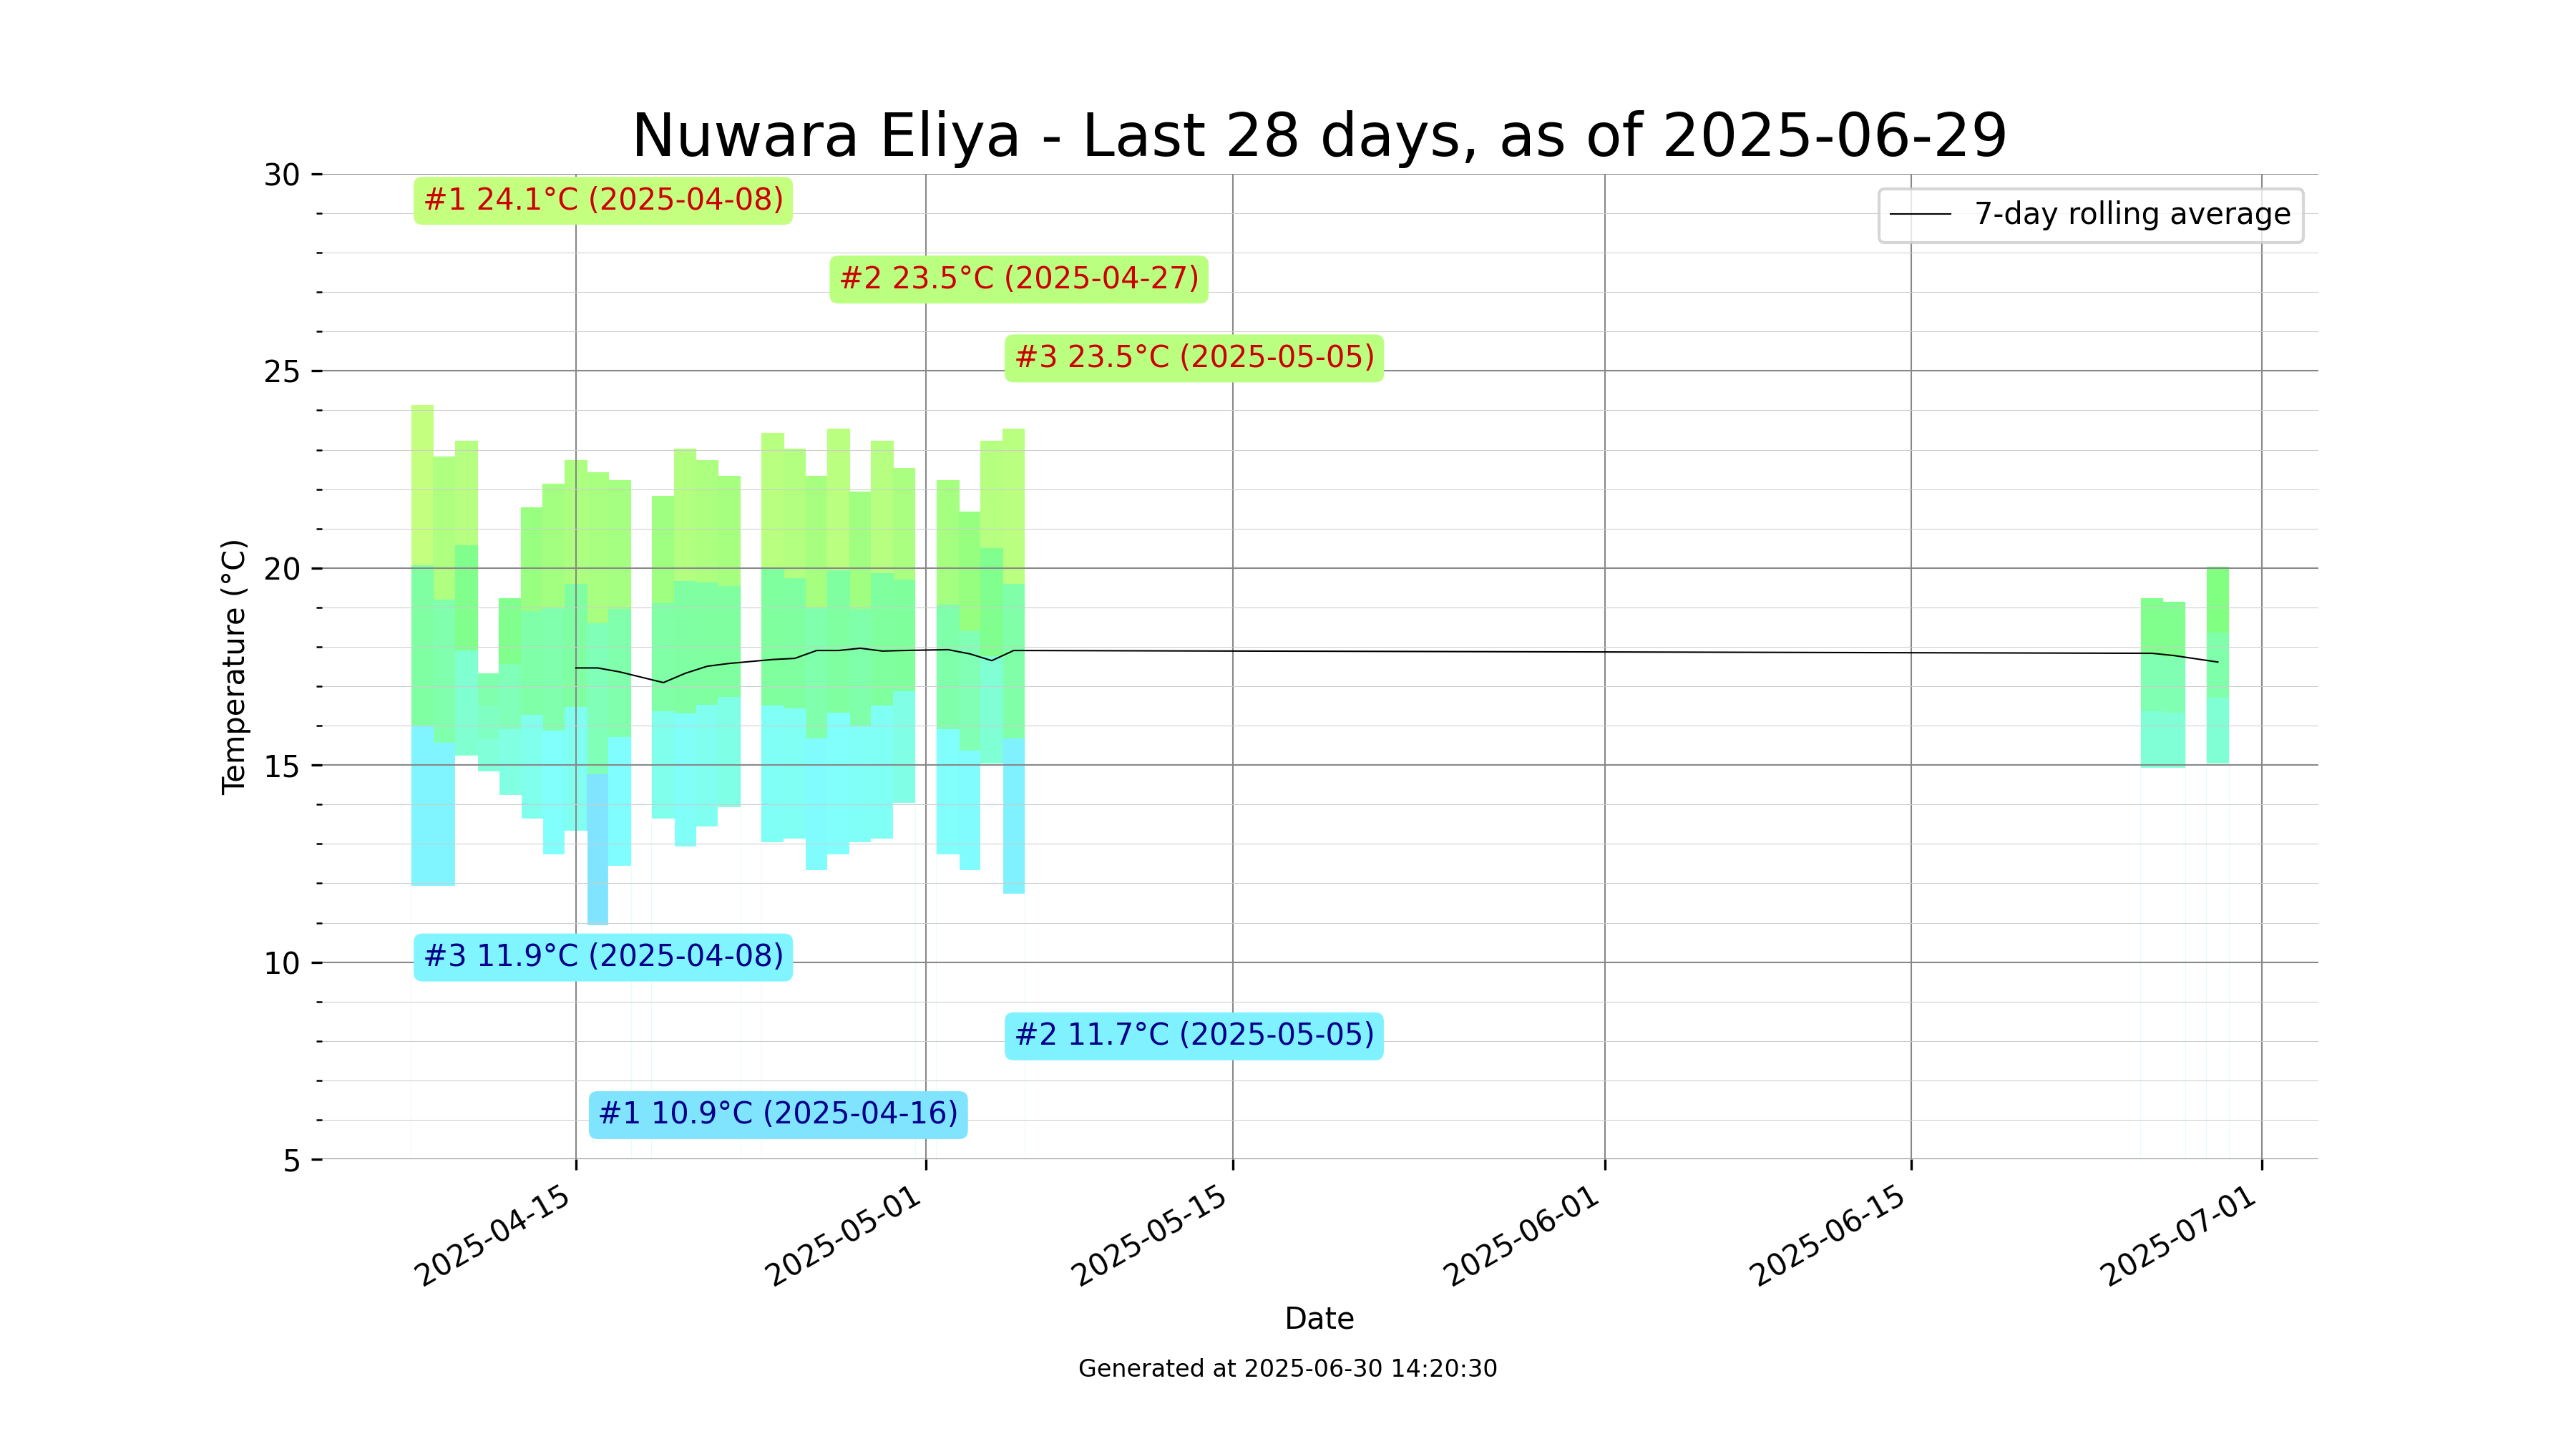 Nuwara Eliya - Last 28 days, as of 2025-06-29
30
25
20
15
10
5
Temperature (°C)
#1 24.1°C (2025-04-08)
7-day rolling average
#2 23.5°C (2025-04-27)
#3 23.5°C (2025-05-05)
#3 11.9°C (2025-04-08)
#2 11.7°C (2025-05-05)
#1 10.9°C (2025-04-16)
2025-04-15
2025-05-01
2025-05-15
2025-06-01
2025-06-15
2025-07-01
Date
Generated at 2025-06-30 14:20:30